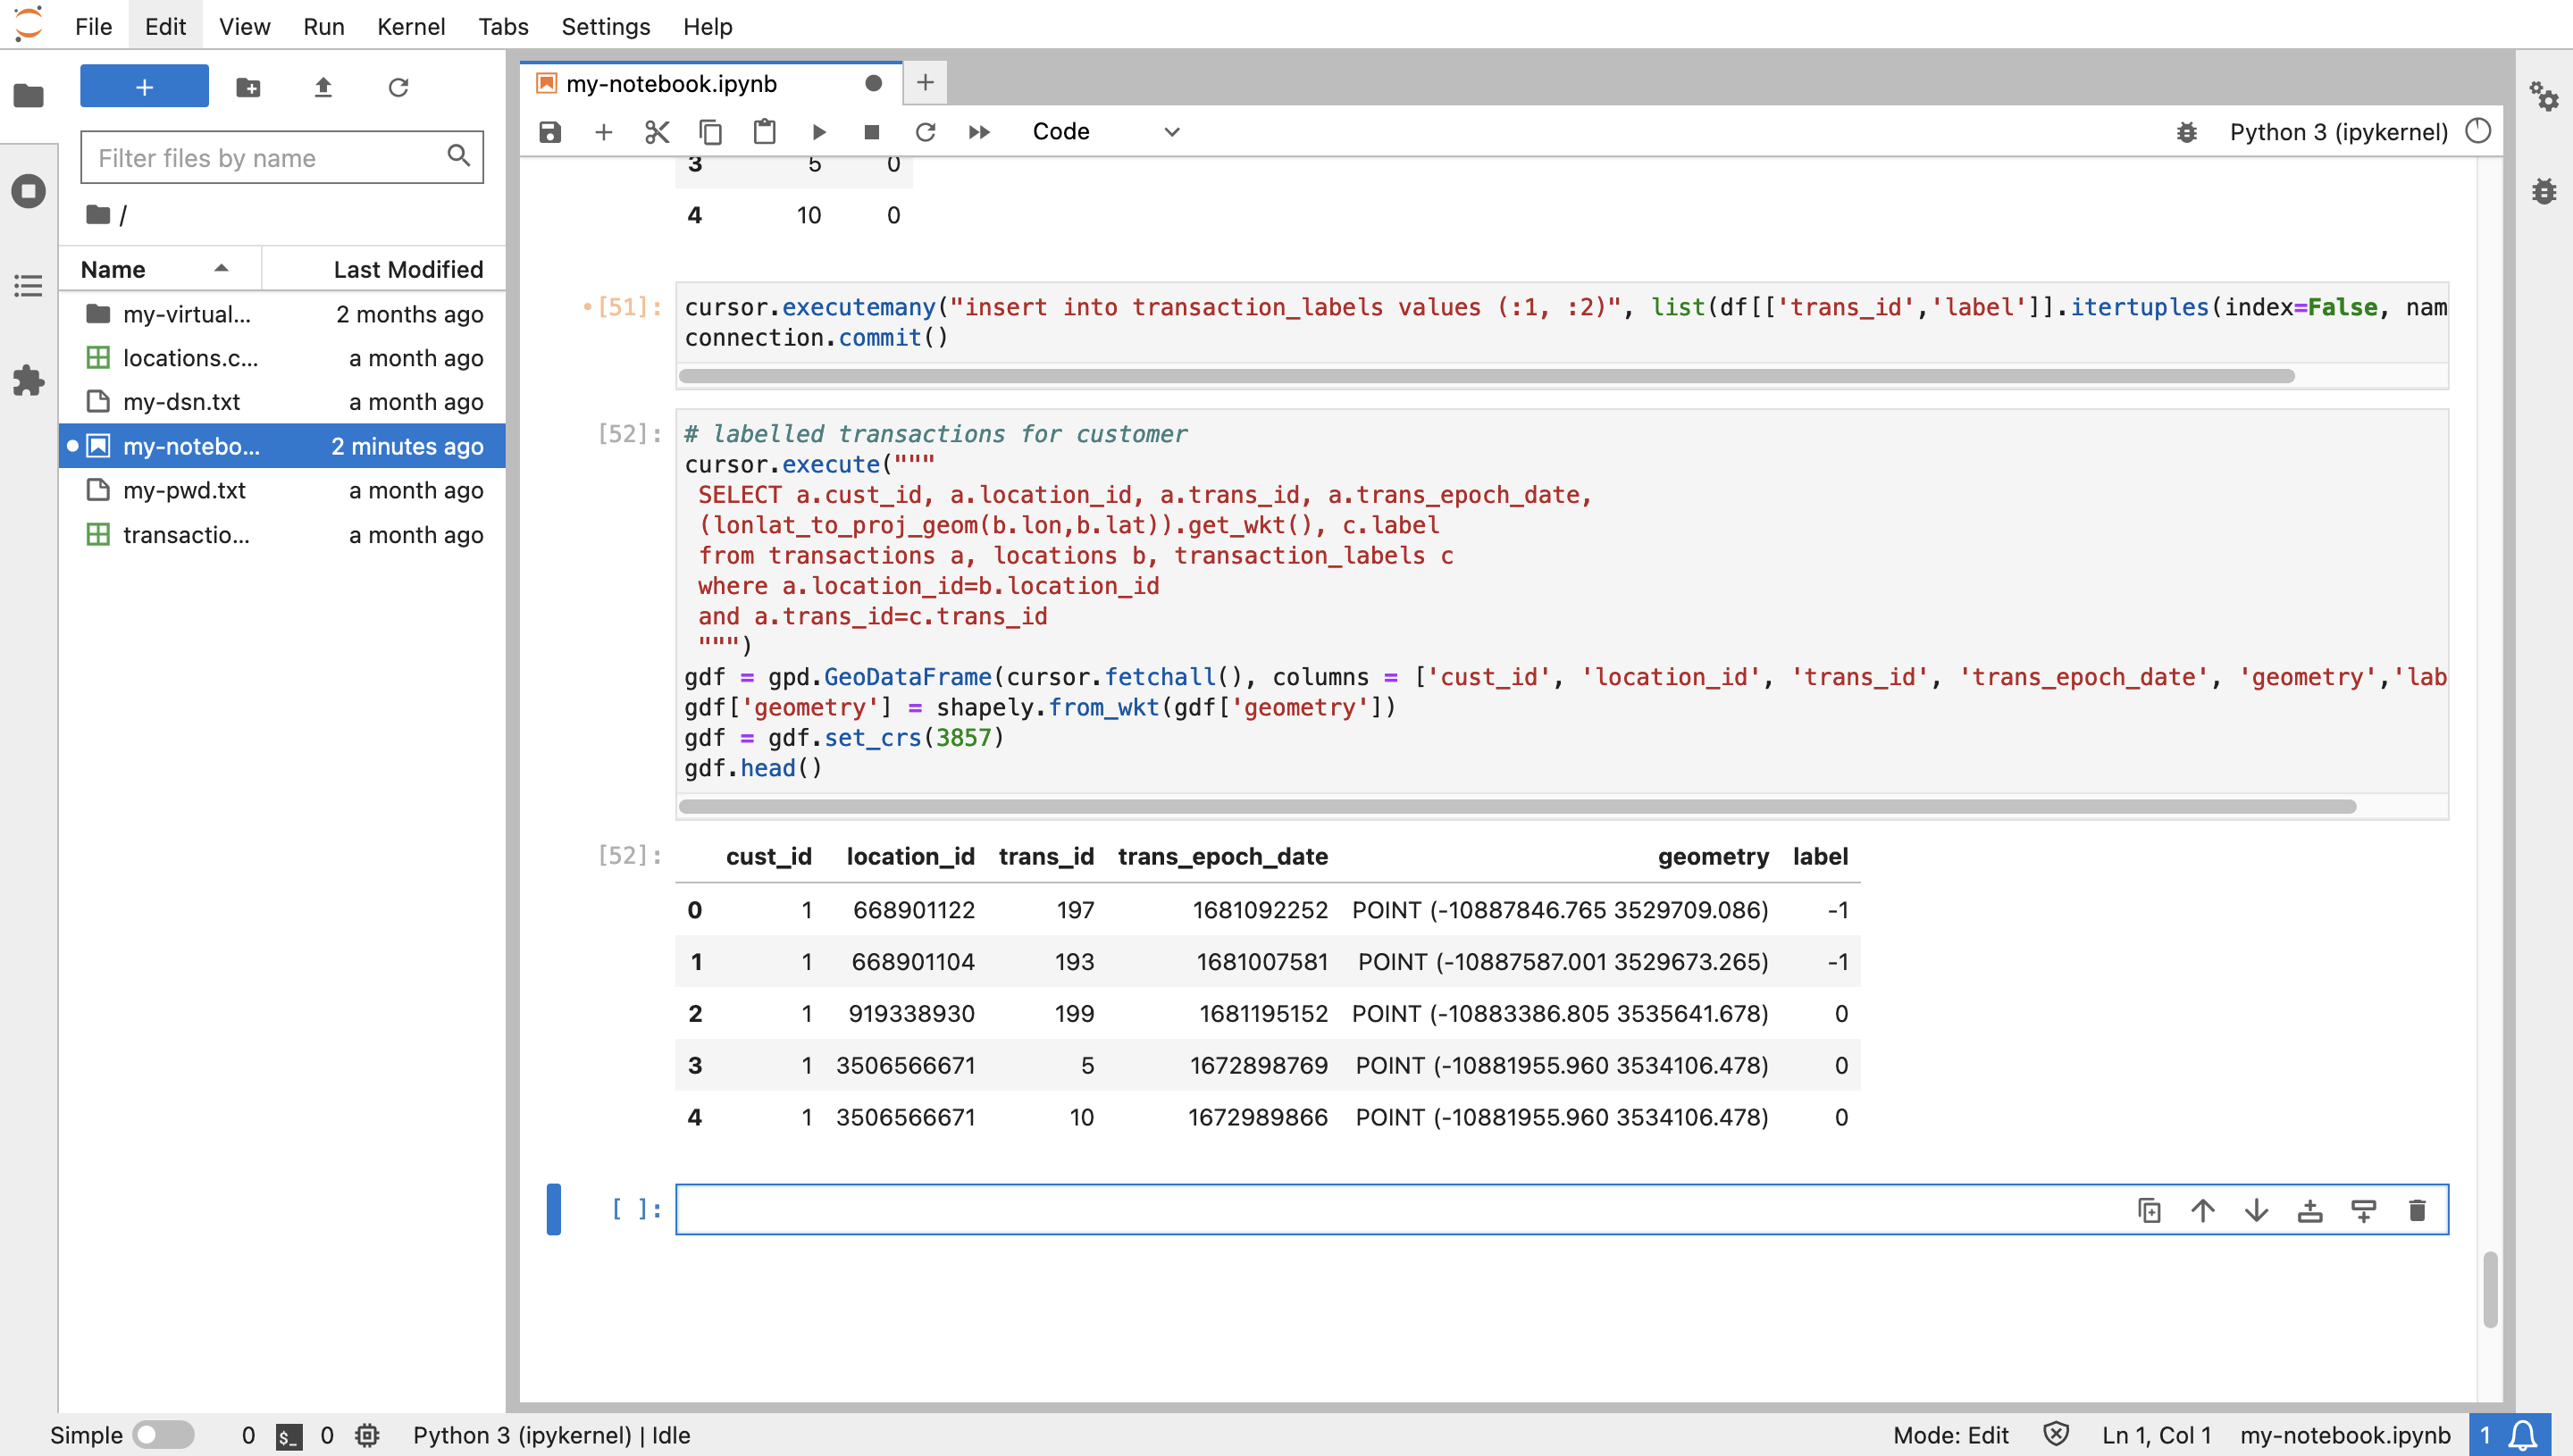 File Edit View Run Kernel Tabs Settings Help
+
Filter files by name
/
Name Last Modified
my-virtual... 2 months ago
locations.c... a month ago
my-dsn.txt a month ago
my-notebo... 2 minutes ago
my-pwd.txt a month ago
transactio... a month ago
my-notebook.ipynb
Code
Python 3 (ipykernel)
3 5 0
4 10 0
[51]:
cursor.executemany("insert into transaction_labels values (:1, :2)", list(df[['trans_id','label']].itertuples(index=False, nam
connection.commit()
[52]:
# labelled transactions for customer
cursor.execute("""
SELECT a.cust_id, a.location_id, a.trans_id, a.trans_epoch_date,
(lonlat_to_proj_geom(b.lon,b.lat)).get_wkt(), c.label
from transactions a, locations b, transaction_labels c
where a.location_id=b.location_id
and a.trans_id=c.trans_id
""")
gdf = gpd.GeoDataFrame(cursor.fetchall(), columns = ['cust_id', 'location_id', 'trans_id', 'trans_epoch_date', 'geometry','lab
gdf['geometry'] = shapely.from_wkt(gdf['geometry'])
gdf = gdf.set_crs(3857)
gdf.head()
[52]:
cust_id location_id trans_id trans_epoch_date geometry label
0 1 668901122 197 1681092252 POINT (-10887846.765 3529709.086) -1
1 1 668901104 193 1681007581 POINT (-10887587.001 3529673.265) -1
2 1 919338930 199 1681195152 POINT (-10883386.805 3535641.678) 0
3 1 3506566671 5 1672898769 POINT (-10881955.960 3534106.478) 0
4 1 3506566671 10 1672989866 POINT (-10881955.960 3534106.478) 0
[ ]:
Simple 0 $_ 0 Python 3 (ipykernel) | Idle
Mode: Edit Ln 1, Col 1 my-notebook.ipynb 1